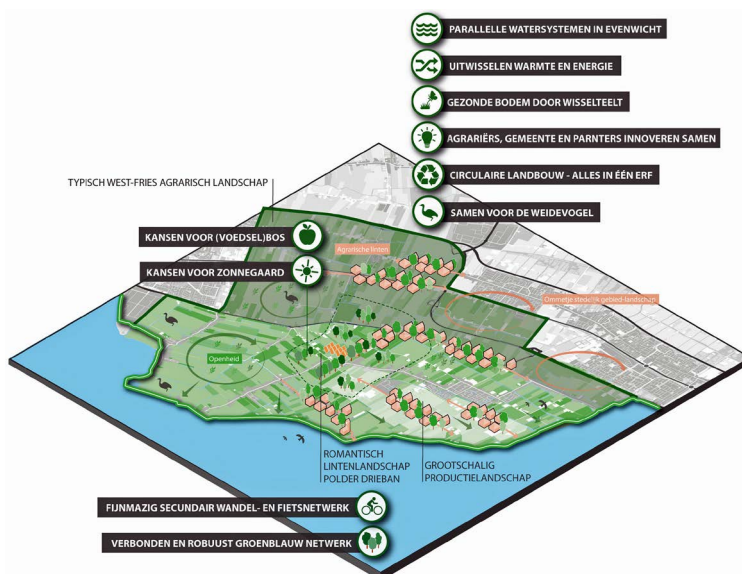 PARALLELLE WATERSYSTEMEN IN EVENWICHT
UITWISSELEN WARMTE EN ENERGIE
GEZONDE BODEM DOOR WISSELTEELT
AGRARIËRS, GEMEENTE EN PARNTERS INNOVEREN SAMEN
CIRCULAIRE LANDBOUW - ALLES IN ÉÉN ERF
SAMEN VOOR DE WEIDEVOGEL
TYPISCH WEST-FRIES AGRARISCH LANDSCHAP
KANSEN VOOR (VOEDSEL)BOS
KANSEN VOOR ZONNEGAARD
Agrarische linten
Ommetje stedelijk gebied-landschap
Openheid
ROMANTISCH
LINTENLANDSCHAP
POLDER DRIEBAN
GROOTSCHALIG
PRODUCTIELANDSCHAP
FIJNMAZIG SECUNDAIR WANDEL- EN FIETSNETWERK
VERBONDEN EN ROBUUST GROENBLAUW NETWERK